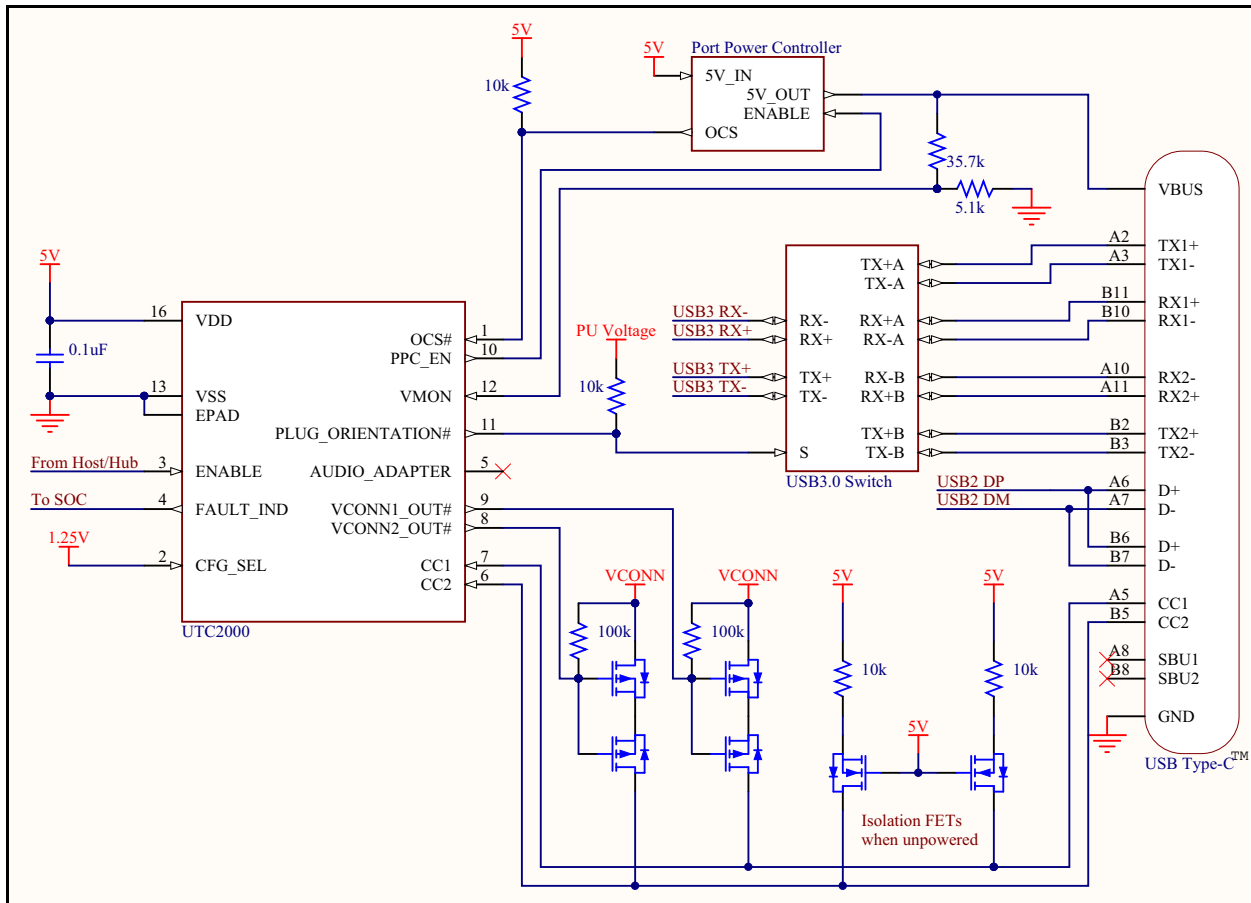 5V
10k
5V
Port Power Controller
5V_IN
5V_OUT
ENABLE
OCS
35.7k
5.1k
5V
0.1uF
16
VDD
13
VSS
EPAD
From Host/Hub
3
ENABLE
To SOC
4
FAULT_IND
1.25V
2
CFG_SEL
OCS#
1
PPC_EN
10
VMON
12
PLUG_ORIENTATION#
11
AUDIO_ADAPTER
5
VCONN1_OUT#
9
VCONN2_OUT#
8
CC1
7
CC2
6
UTC2000
PU Voltage
10k
USB3 RX-
USB3 RX+
USB3 TX+
USB3 TX-
RX-
RX+
TX+
TX-
S
TX+A
TX-A
RX+A
RX-A
RX-B
RX+B
TX+B
TX-B
USB3.0 Switch
USB2 DP
USB2 DM
VBUS
A2
TX1+
A3
TX1-
B11
RX1+
B10
RX1-
A10
RX2-
A11
RX2+
B2
TX2+
B3
TX2-
A6
D+
A7
D-
B6
D+
B7
D-
A5
CC1
B5
CC2
A8
SBU1
B8
SBU2
GND
USB Type-C™
VCONN
100k
VCONN
100k
5V
10k
5V
10k
5V
Isolation FETs
when unpowered